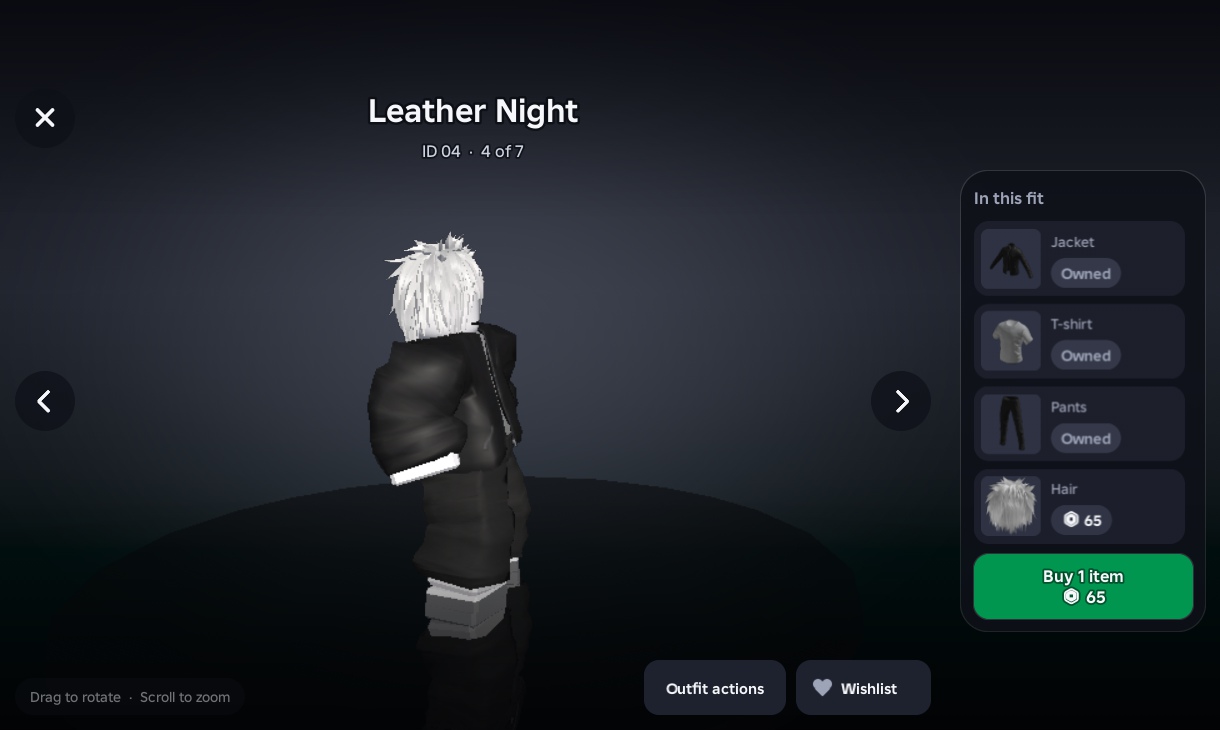 Leather Night
ID 04 · 4 of 7
In this fit
Jacket
Owned
T-shirt
Owned
Pants
Owned
Hair
65
Buy 1 item
65
Outfit actions
Wishlist
Drag to rotate · Scroll to zoom